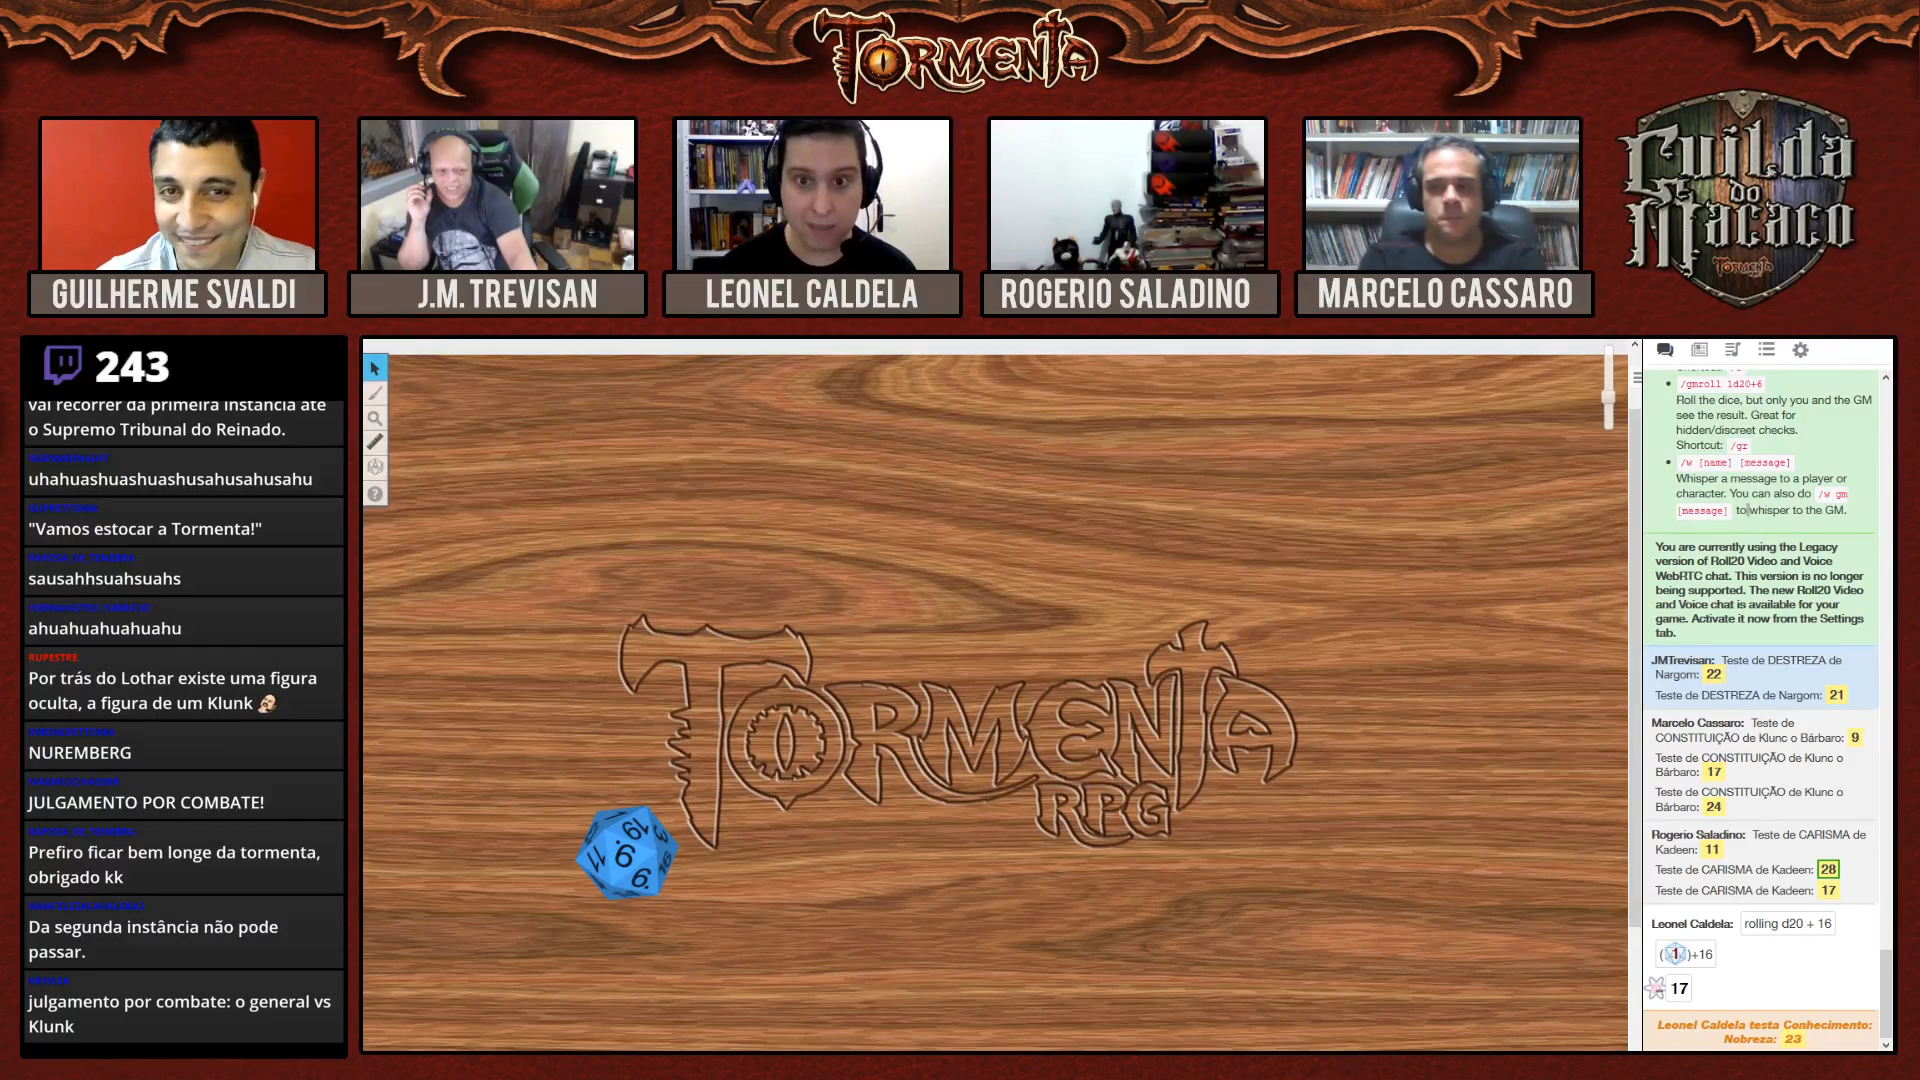 TORMENTA
Guilda
do
Macaco
TORMENTA
GUILHERME SVALDI
J.M. TREVISAN
LEONEL CALDELA
ROGERIO SALADINO
MARCELO CASSARO
243
vai recorrer da primeira instância até
o Supremo Tribunal do Reinado.
uhahuashuashuashusahusahusahu
"Vamos estocar a Tormenta!"
sausahhsuahsuahs
ahuahuahuahuahu
RUPESTRE
Por trás do Lothar existe uma figura
oculta, a figura de um Klunk
NUREMBERG
JULGAMENTO POR COMBATE!
Prefiro ficar bem longe da tormenta,
obrigado kk
Da segunda instância não pode
passar.
julgamento por combate: o general vs
Klunk
TORMENTA
RPG
19
3
11
9.
16
9.
/gmroll 1d20+6
Roll the dice, but only you and the GM
see the result. Great for
hidden/discreet checks.
Shortcut: /gr
/w [name] [message]
Whisper a message to a player or
character. You can also do /w gm
[message] to whisper to the GM.
You are currently using the Legacy
version of Roll20 Video and Voice
WebRTC chat. This version is no longer
being supported. The new Roll20 Video
and Voice chat is available for your
game. Activate it now from the Settings
tab.
JMTrevisan: Teste de DESTREZA de
Nargom: 22
Teste de DESTREZA de Nargom: 21
Marcelo Cassaro: Teste de
CONSTITUIÇÃO de Klunc o Bárbaro: 9
Teste de CONSTITUIÇÃO de Klunc o
Bárbaro: 17
Teste de CONSTITUIÇÃO de Klunc o
Bárbaro: 24
Rogerio Saladino: Teste de CARISMA de
Kadeen: 11
Teste de CARISMA de Kadeen: 28
Teste de CARISMA de Kadeen: 17
Leonel Caldela: rolling d20 + 16
(1)+16
17
Leonel Caldela testa Conhecimento:
Nobreza: 23